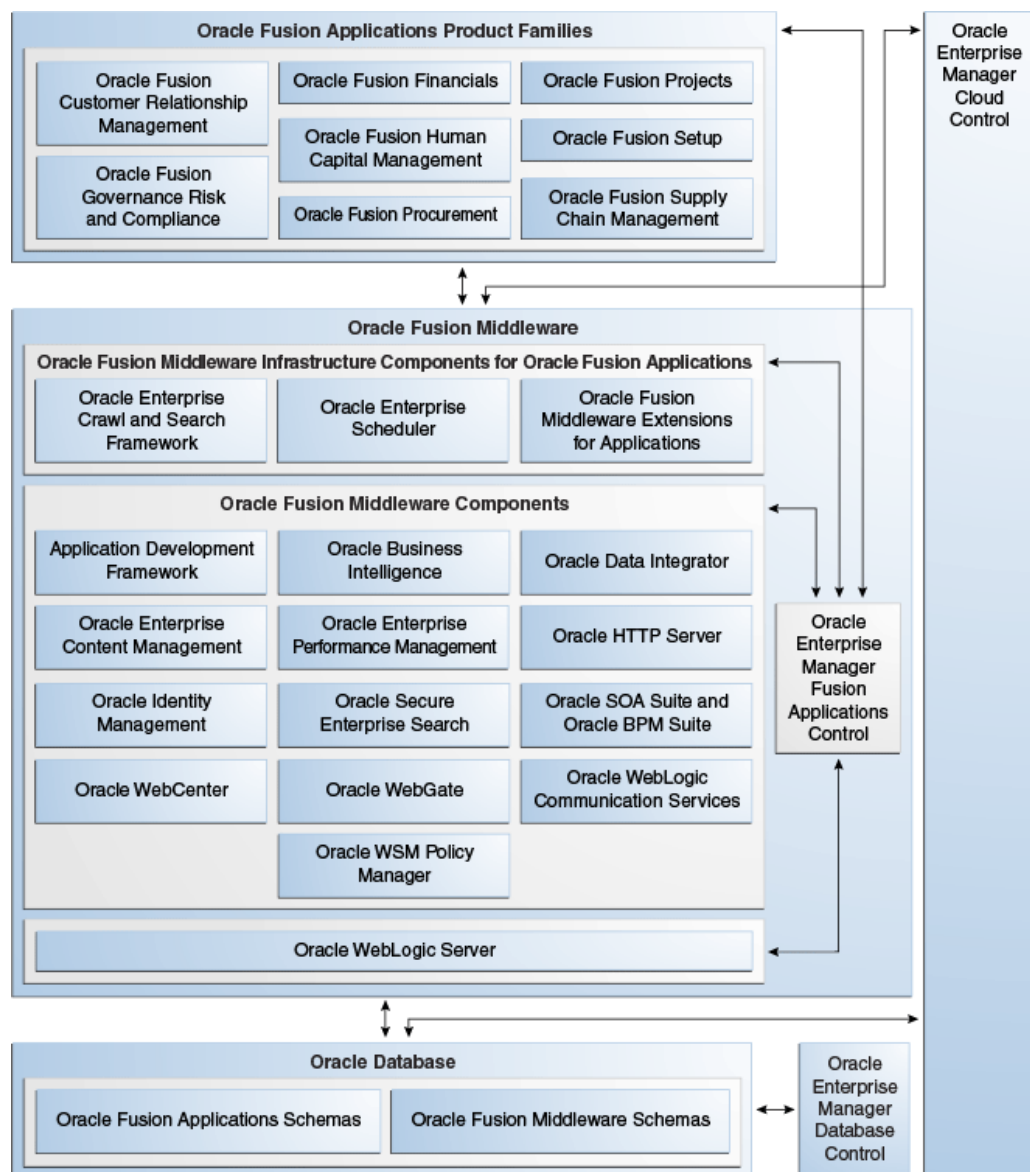 Oracle Fusion Applications Product Families
Oracle Fusion
Customer Relationship
Management
Oracle Fusion
Governance Risk
and Compliance
Oracle Fusion Financials
Oracle Fusion Human
Capital Management
Oracle Fusion Procurement
Oracle Fusion Projects
Oracle Fusion Setup
Oracle Fusion Supply
Chain Management
Oracle
Enterprise
Manager
Cloud
Control
Oracle Fusion Middleware
Oracle Fusion Middleware Infrastructure Components for Oracle Fusion Applications
Oracle Enterprise
Crawl and Search
Framework
Oracle Enterprise
Scheduler
Oracle Fusion
Middleware Extensions
for Applications
Oracle Fusion Middleware Components
Application Development
Framework
Oracle Business
Intelligence
Oracle Data Integrator
Oracle Enterprise
Content Management
Oracle Enterprise
Performance Management
Oracle HTTP Server
Oracle Identity
Management
Oracle Secure
Enterprise Search
Oracle SOA Suite and
Oracle BPM Suite
Oracle WebCenter
Oracle WebGate
Oracle WebLogic
Communication Services
Oracle WSM Policy
Manager
Oracle
Enterprise
Manager
Fusion
Applications
Control
Oracle WebLogic Server
Oracle Database
Oracle Fusion Applications Schemas
Oracle Fusion Middleware Schemas
Oracle
Enterprise
Manager
Database
Control